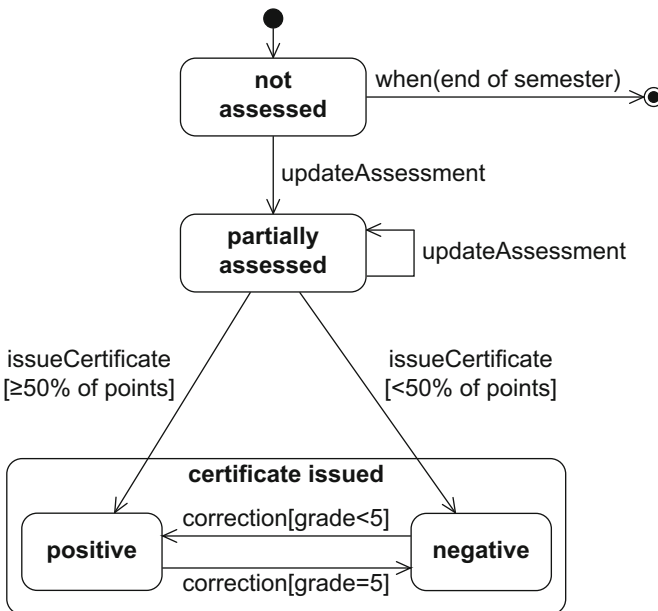 not
assessed
when(end of semester)
updateAssessment
partially
assessed
updateAssessment
issueCertificate
[≥50% of points]
issueCertificate
[<50% of points]
certificate issued
positive
correction[grade<5]
negative
correction[grade=5]